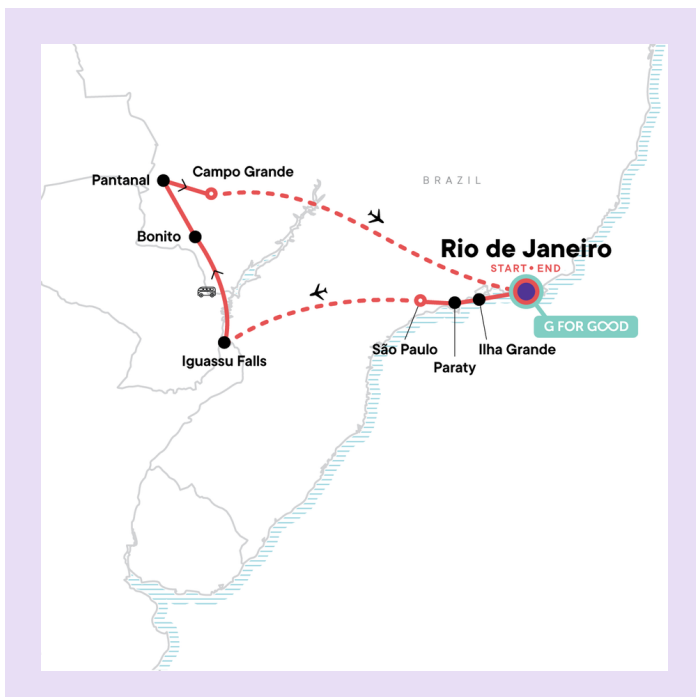 Campo Grande
Pantanal
BRAZIL
Bonito
Rio de Janeiro
START • END
G FOR GOOD
São Paulo
Ilha Grande
Iguassu Falls
Paraty